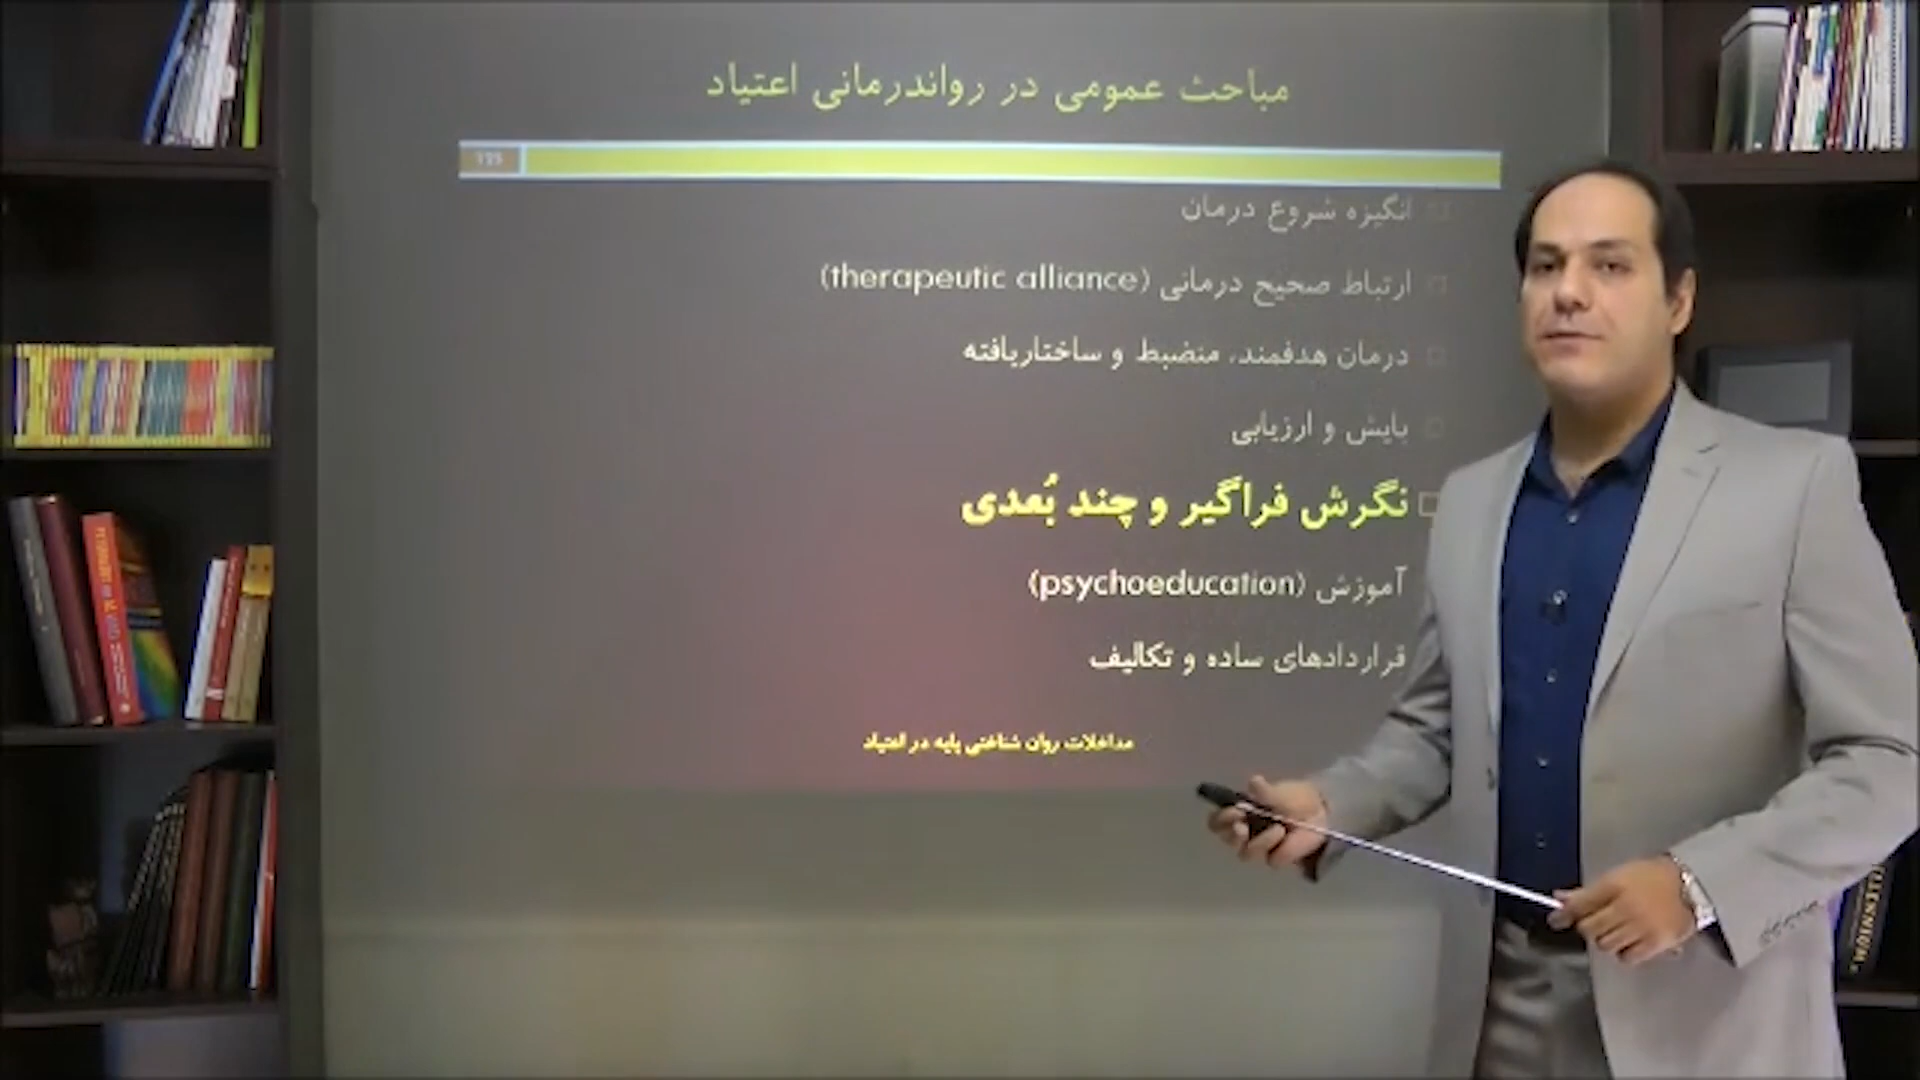 مباحث عمومی در رواندرمانی اعتیاد
انگیزه شروع درمان
ارتباط صحیح درمانی (therapeutic alliance)
درمان هدفمند، منضبط و ساختاریافته
پایش و ارزیابی
نگرش فراگیر و چند بُعدی
آموزش (psychoeducation)
قراردادهای ساده و تکالیف
مداخلات روان شناختی پایه در اعتیاد